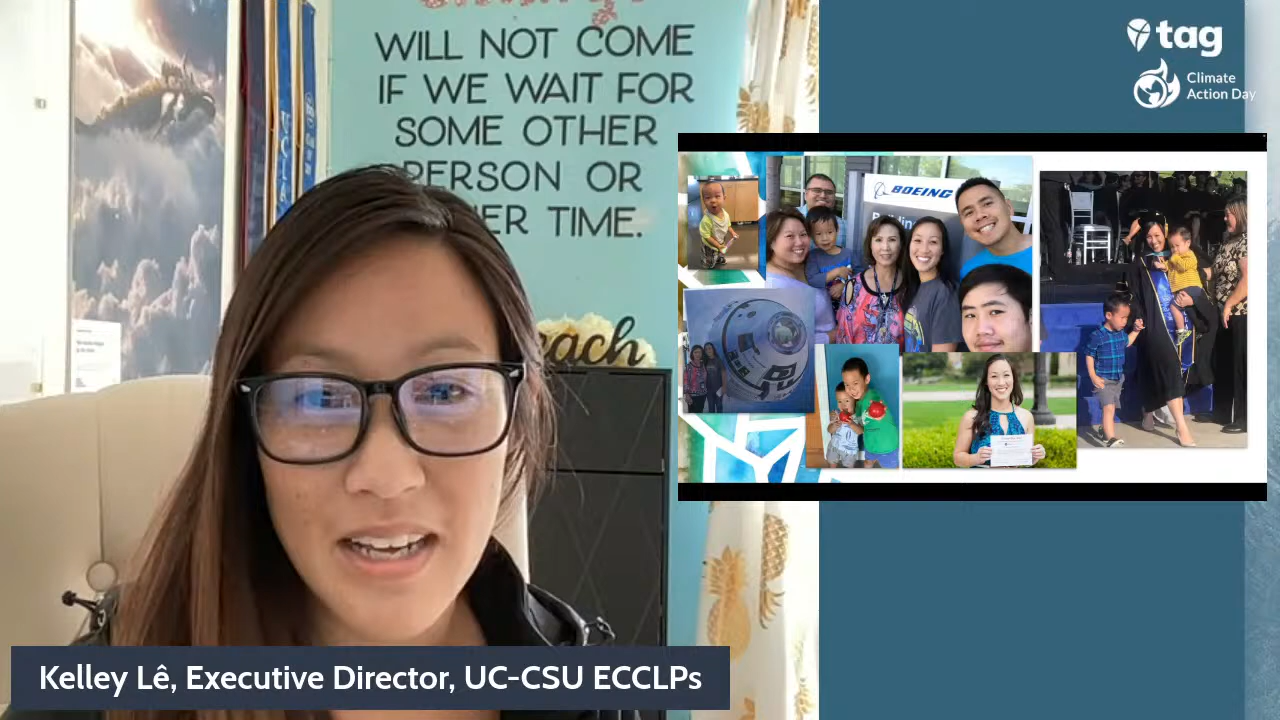 WILL NOT COME
IF WE WAIT FOR
SOME OTHER
PERSON OR
TIME.
UCLA
each
tag
Climate
Action Day
BOEING
Kelley Lê, Executive Director, UC-CSU ECCLPs